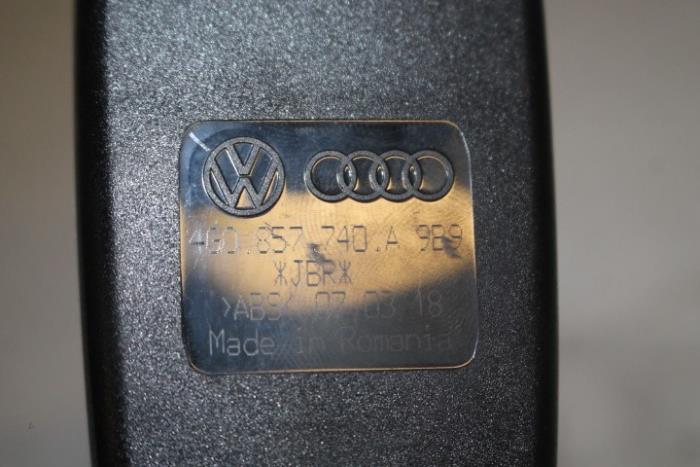 4G0.857.740.A 9B9
*JBR*
>ABS< 07.03.18
Made in Romania